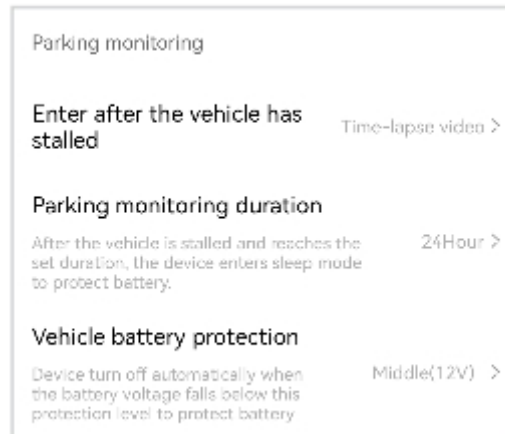 Parking monitoring
Enter after the vehicle has
stalled
Time-lapse video >
Parking monitoring duration
After the vehicle is stalled and reaches the
set duration, the device enters sleep mode
to protect battery.
24Hour >
Vehicle battery protection
Device turn off automatically when
the battery voltage falls below this
protection level to protect battery
Middle(12V) >